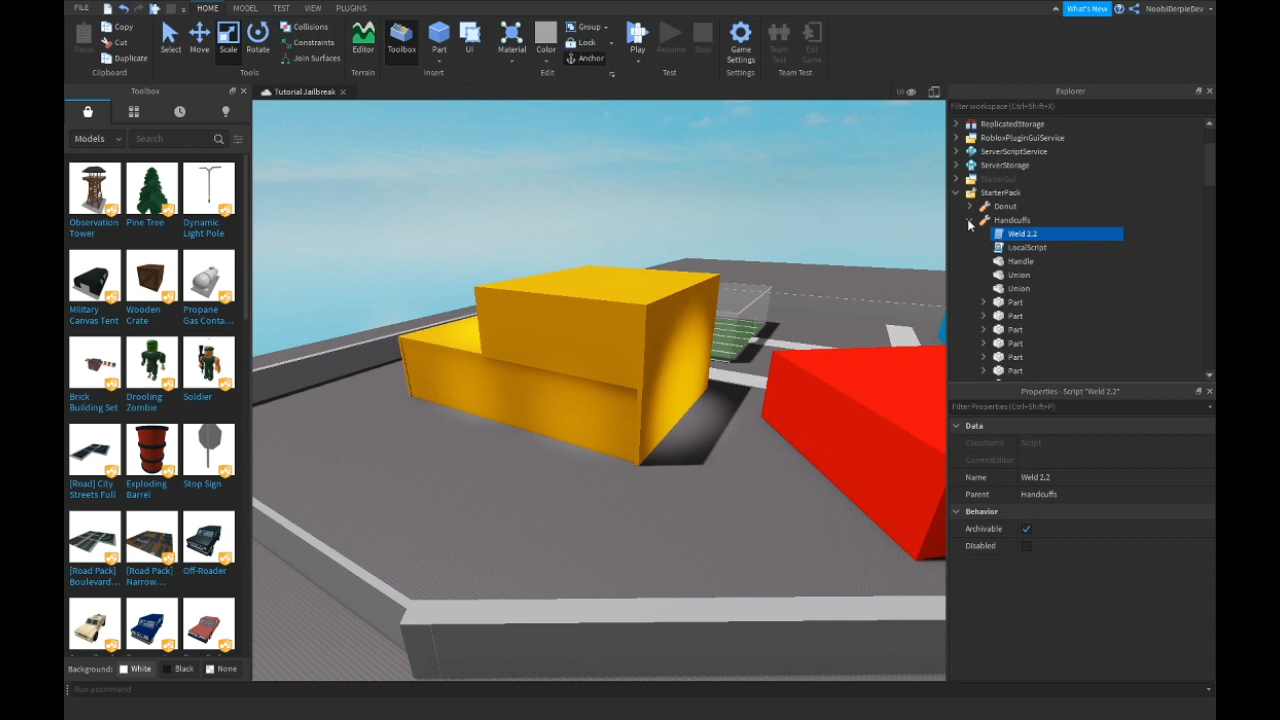 FILE HOME MODEL TEST VIEW PLUGINS What's New NoobiDerpieDev
Paste Copy Cut Duplicate Clipboard
Select Move Scale Rotate Collisions Constraints Join Surfaces Tools
Editor Terrain
Toolbox Part UI Insert
Material Color Group Lock Anchor Edit
Play Resume Stop Test
Game Settings Settings
Team Test Exit Game Team Test
Toolbox
Tutorial Jailbreak
UI
Models Search
Observation Tower
Pine Tree
Dynamic Light Pole
Military Canvas Tent
Wooden Crate
Propane Gas Conta...
Brick Building Set
Drooling Zombie
Soldier
[Road] City Streets Full
Exploding Barrel
Stop Sign
[Road Pack] Boulevard...
[Road Pack] Narrow...
Off-Roader
Background: White Black None
Run a command
Explorer
Filter workspace (Ctrl+Shift+X)
ReplicatedStorage
RobloxPluginGuiService
ServerScriptService
ServerStorage
StarterGui
StarterPack
Donut
Handcuffs
Weld 2.2
LocalScript
Handle
Union
Union
Part
Part
Part
Part
Part
Part
Properties - Script "Weld 2.2"
Filter Properties (Ctrl+Shift+P)
Data
ClassName Script
CurrentEditor
Name Weld 2.2
Parent Handcuffs
Behavior
Archivable
Disabled